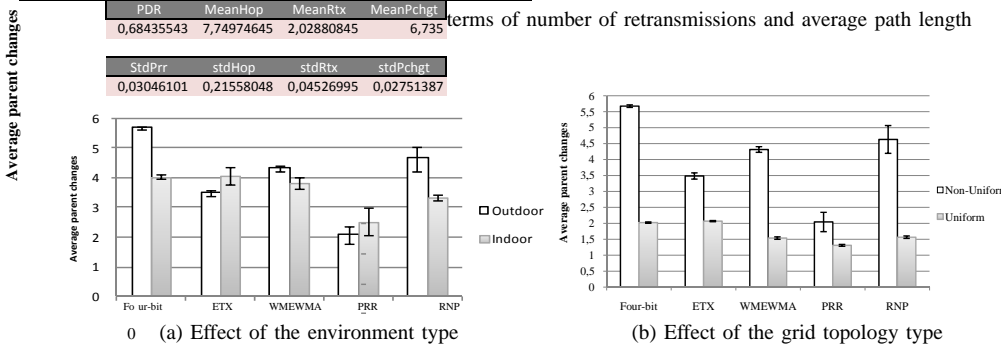 PDR MeanHop MeanRtx MeanPchgt
0,68435543 7,74974645 2,02880845 6,735
terms of number of retransmissions and average path length
StdPrr stdHop stdRtx stdPchgt
0,03046101 0,21558048 0,04526995 0,02751387
Average parent changes
Average parent changes
6
5
4
3
2
1
0
Fo ur-bit ETX WMEWMA PRR RNP
Outdoor
Indoor
0 (a) Effect of the environment type
Average parent changes
6
5,5
5
4,5
4
3,5
3
2,5
2
1,5
1
0,5
0
Four-bit ETX WMEWMA PRR RNP
Non-Uniform
Uniform
(b) Effect of the grid topology type